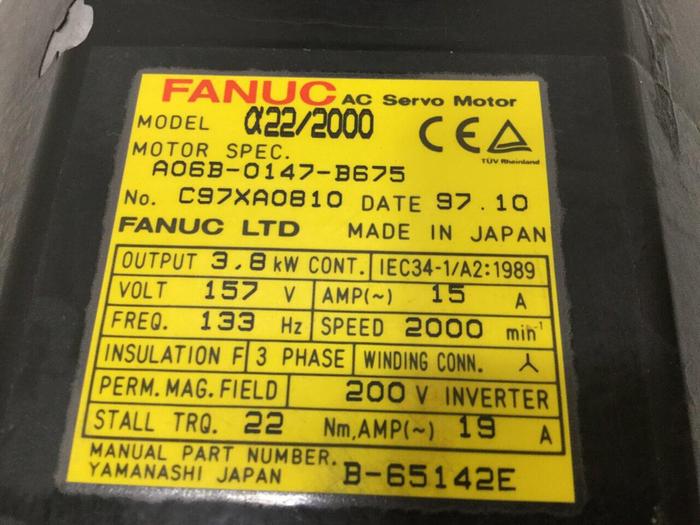 FANUC AC Servo Motor
MODEL α22/2000
CE TÜV Rheinland
MOTOR SPEC.
A06B-0147-B675
No. C97XA0810 DATE 97.10
FANUC LTD MADE IN JAPAN
OUTPUT 3.8 kW CONT. IEC34-1/A2:1989
VOLT 157 V AMP(~) 15 A
FREQ. 133 Hz SPEED 2000 min⁻¹
INSULATION F 3 PHASE WINDING CONN. 人
PERM.MAG.FIELD 200 V INVERTER
STALL TRQ. 22 Nm,AMP(~) 19 A
MANUAL PART NUMBER.
YAMANASHI JAPAN B-65142E